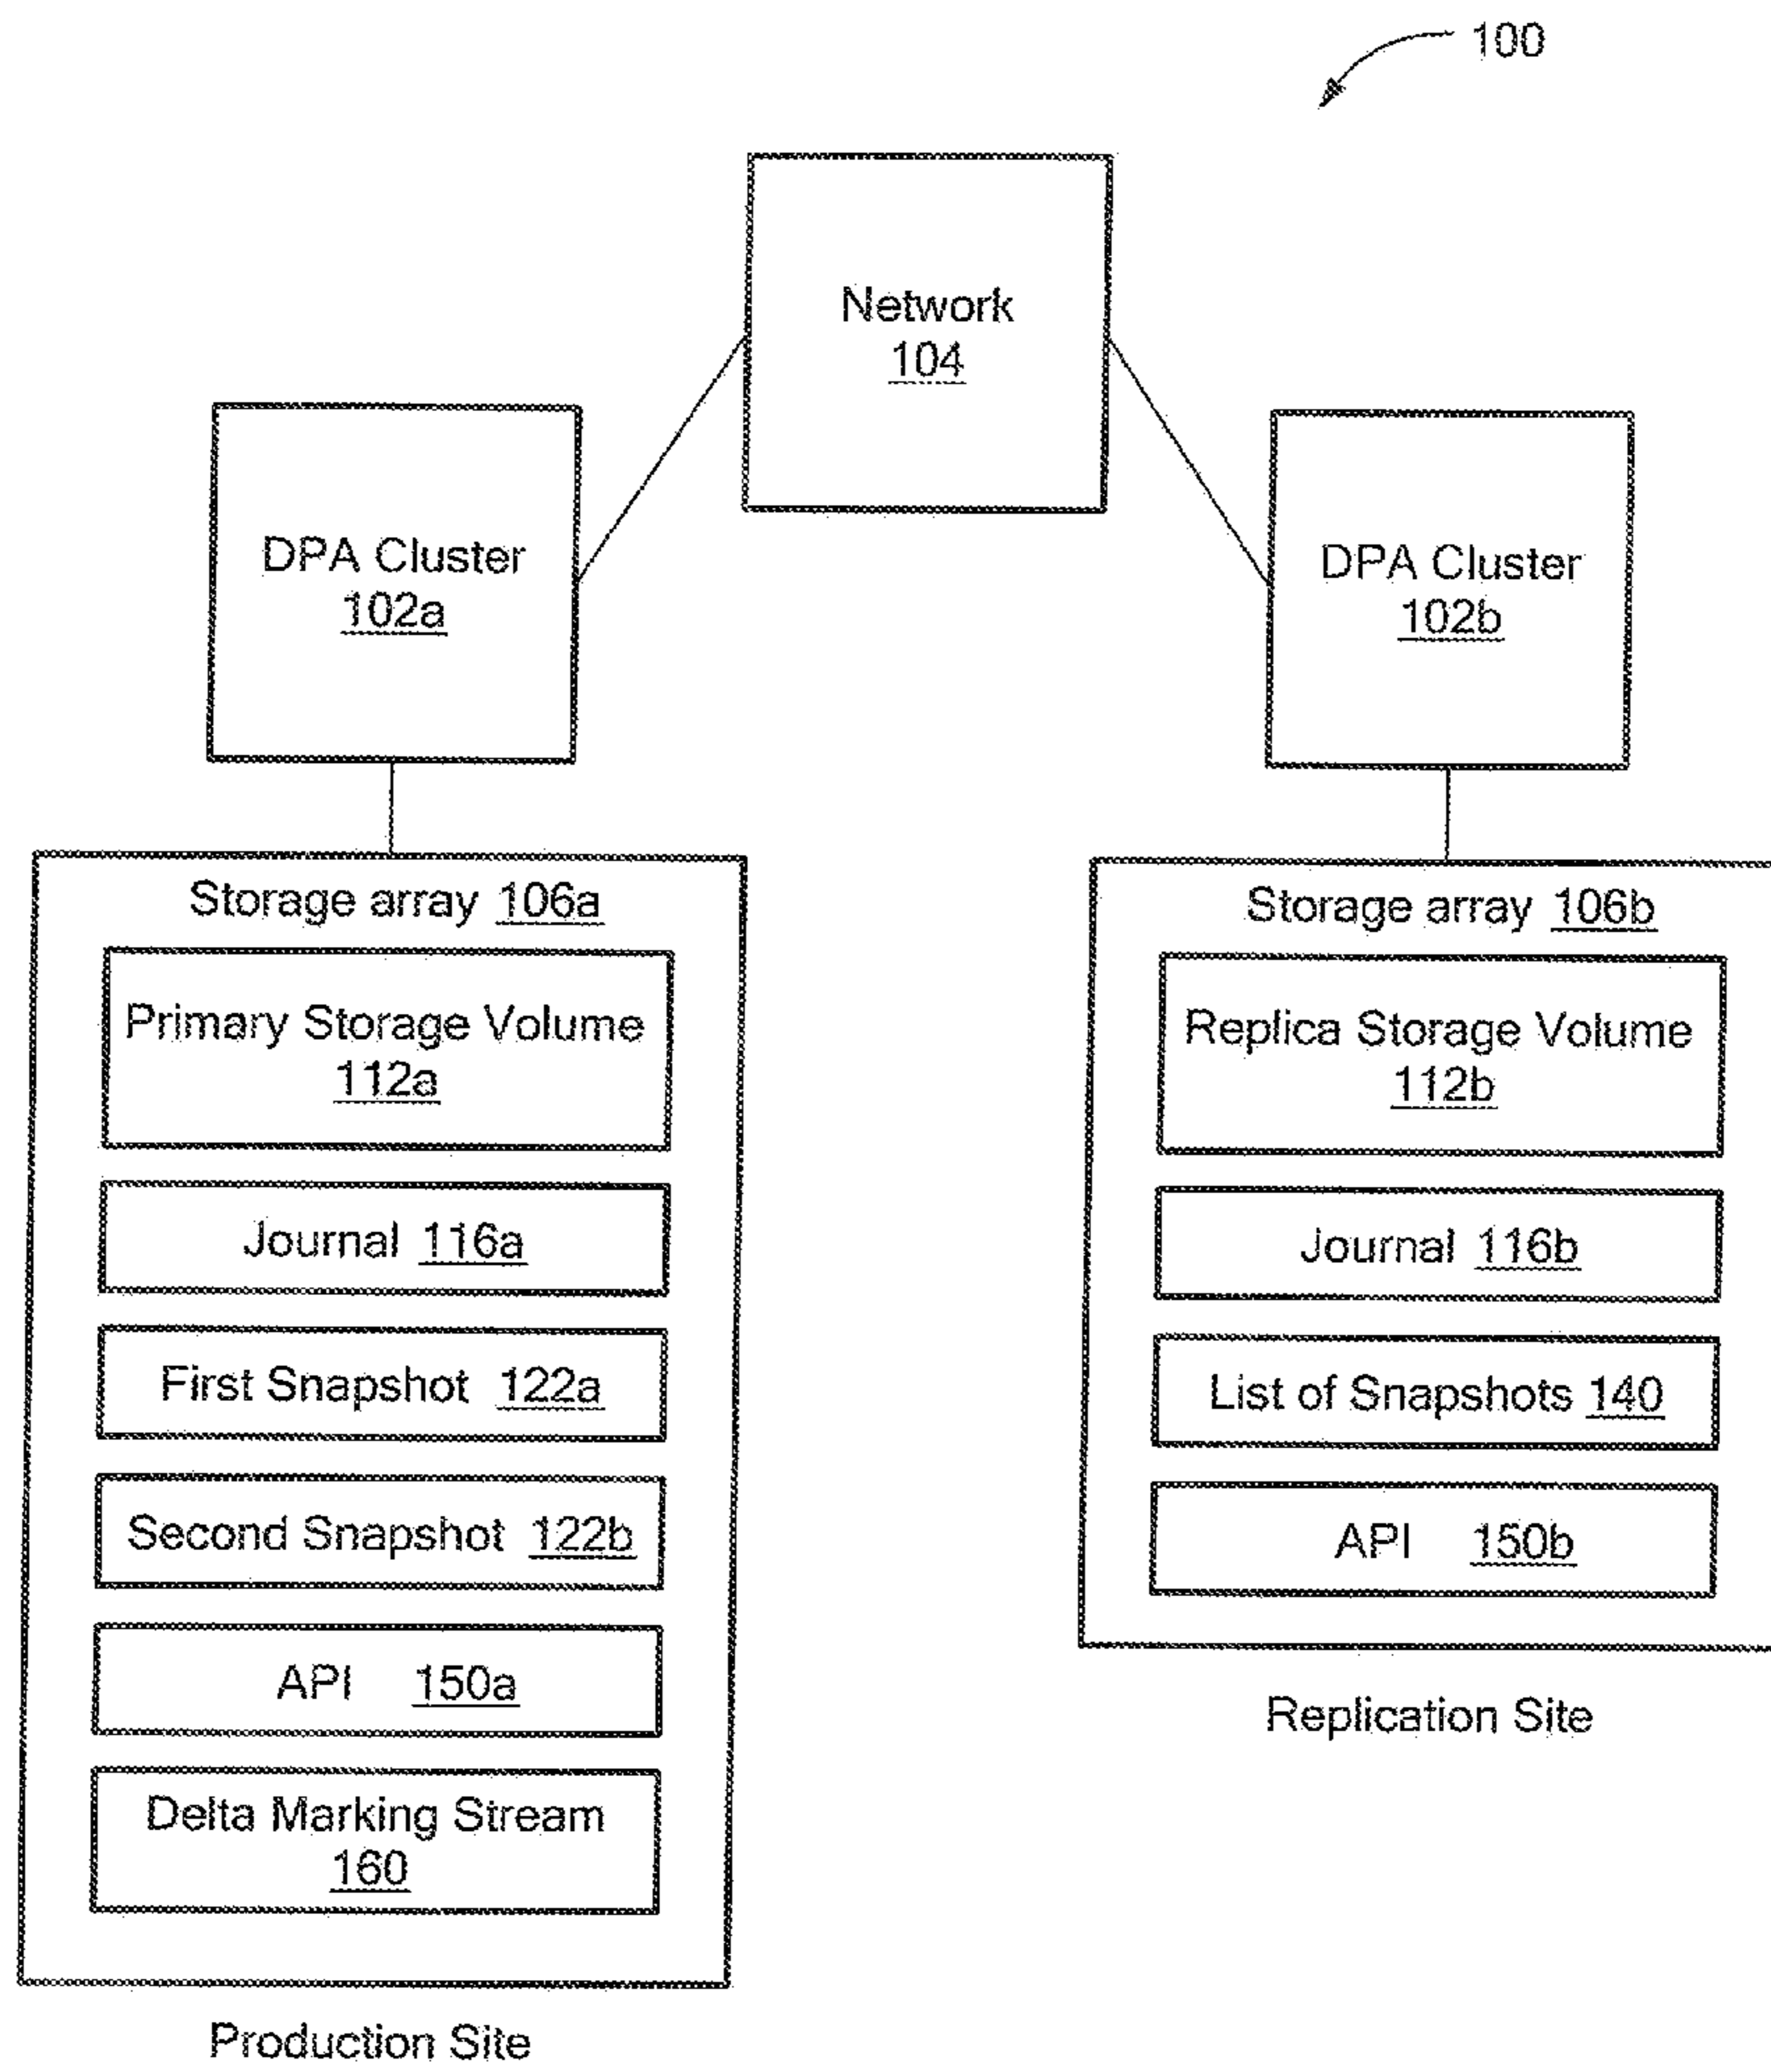 100
Network
104
DPA Cluster
102a
DPA Cluster
102b
Storage array 106a
Primary Storage Volume
112a
Journal 116a
First Snapshot 122a
Second Snapshot 122b
API 150a
Delta Marking Stream
160
Production Site
Storage array 106b
Replica Storage Volume
112b
Journal 116b
List of Snapshots 140
API 150b
Replication Site